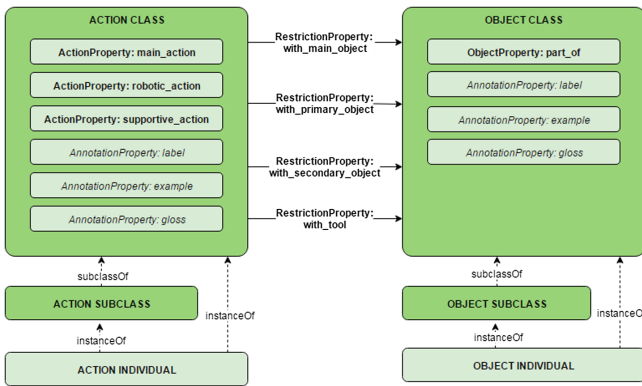 ACTION CLASS
ActionProperty: main_action
ActionProperty: robotic_action
ActionProperty: supportive_action
AnnotationProperty: label
AnnotationProperty: example
AnnotationProperty: gloss
RestrictionProperty:
with_main_object
RestrictionProperty:
with_primary_object
RestrictionProperty:
with_secondary_object
RestrictionProperty:
with_tool
OBJECT CLASS
ObjectProperty: part_of
AnnotationProperty: label
AnnotationProperty: example
AnnotationProperty: gloss
subclassOf
ACTION SUBCLASS
instanceOf
instanceOf
ACTION INDIVIDUAL
subclassOf
OBJECT SUBCLASS
instanceOf
instanceOf
OBJECT INDIVIDUAL